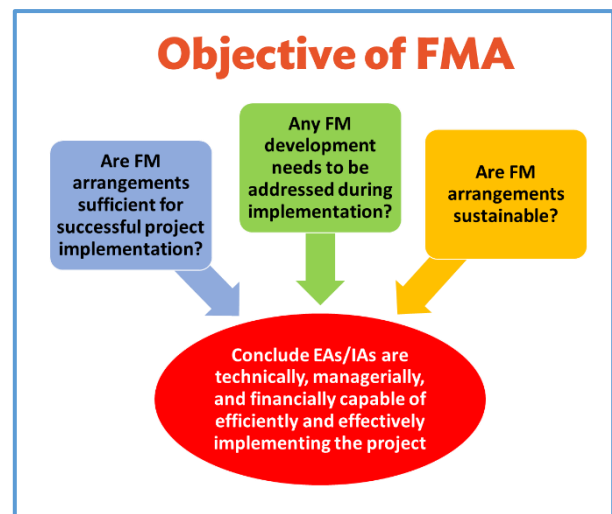 Objective of FMA
Are FM
arrangements
sufficient for
successful project
implementation?
Any FM
development
needs to be
addressed during
implementation?
Are FM
arrangements
sustainable?
Conclude EAs/IAs are
technically, managerially,
and financially capable of
efficiently and effectively
implementing the project